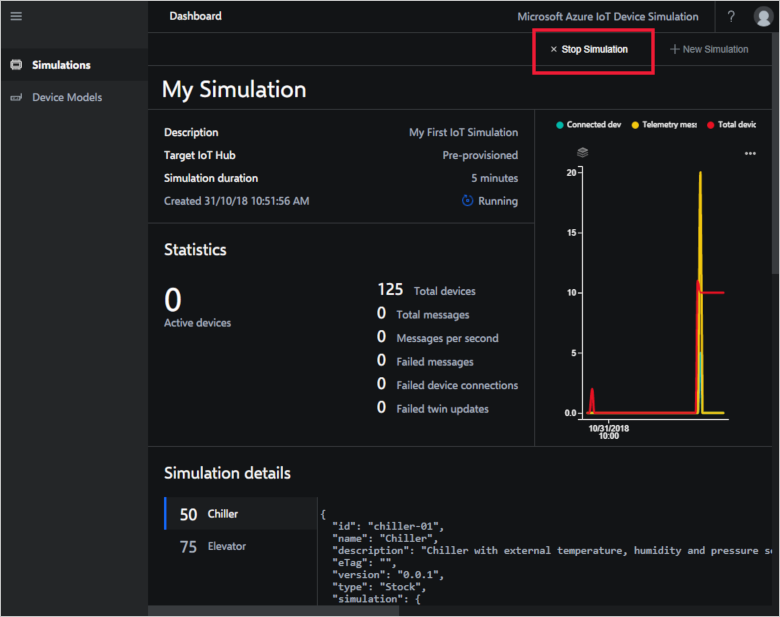 Dashboard
Microsoft Azure IoT Device Simulation
?
× Stop Simulation
+ New Simulation
Simulations
Device Models
My Simulation
Description My First IoT Simulation
Target IoT Hub Pre-provisioned
Simulation duration 5 minutes
Created 31/10/18 10:51:56 AM Running
Connected dev Telemetry mes Total devic
20
15
10
5
0.0
10/31/2018
10:00
Statistics
0
Active devices
125 Total devices
0 Total messages
0 Messages per second
0 Failed messages
0 Failed device connections
0 Failed twin updates
Simulation details
50 Chiller
75 Elevator
{
"id": "chiller-01",
"name": "Chiller",
"description": "Chiller with external temperature, humidity and pressure
"eTag": "",
"version": "0.0.1",
"type": "Stock",
"simulation": {